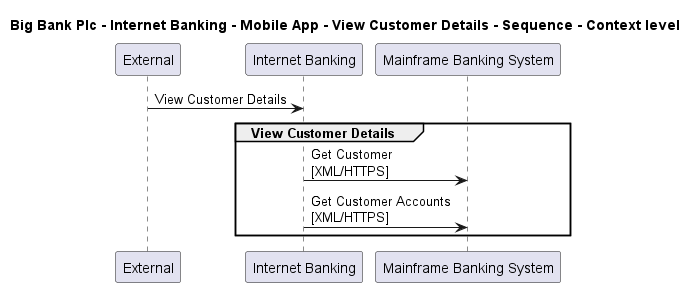 Big Bank Plc - Internet Banking - Mobile App - View Customer Details - Sequence - Context level
External
Internet Banking
Mainframe Banking System
View Customer Details
View Customer Details
Get Customer
[XML/HTTPS]
Get Customer Accounts
[XML/HTTPS]
External
Internet Banking
Mainframe Banking System